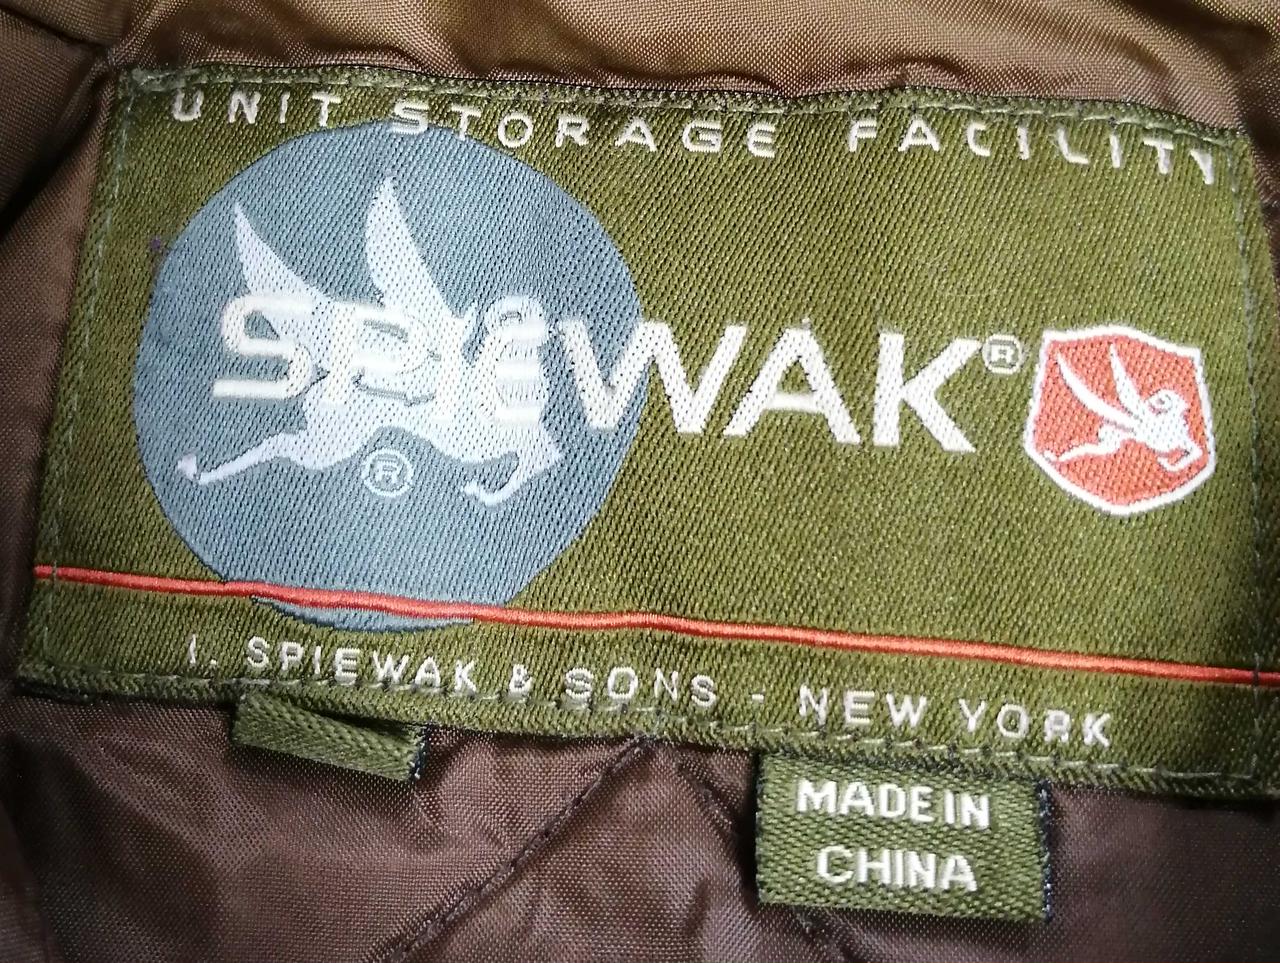 UNIT STORAGE FACILITY
SPIEWAK®
®
I. SPIEWAK & SONS - NEW YORK
MADE IN
CHINA